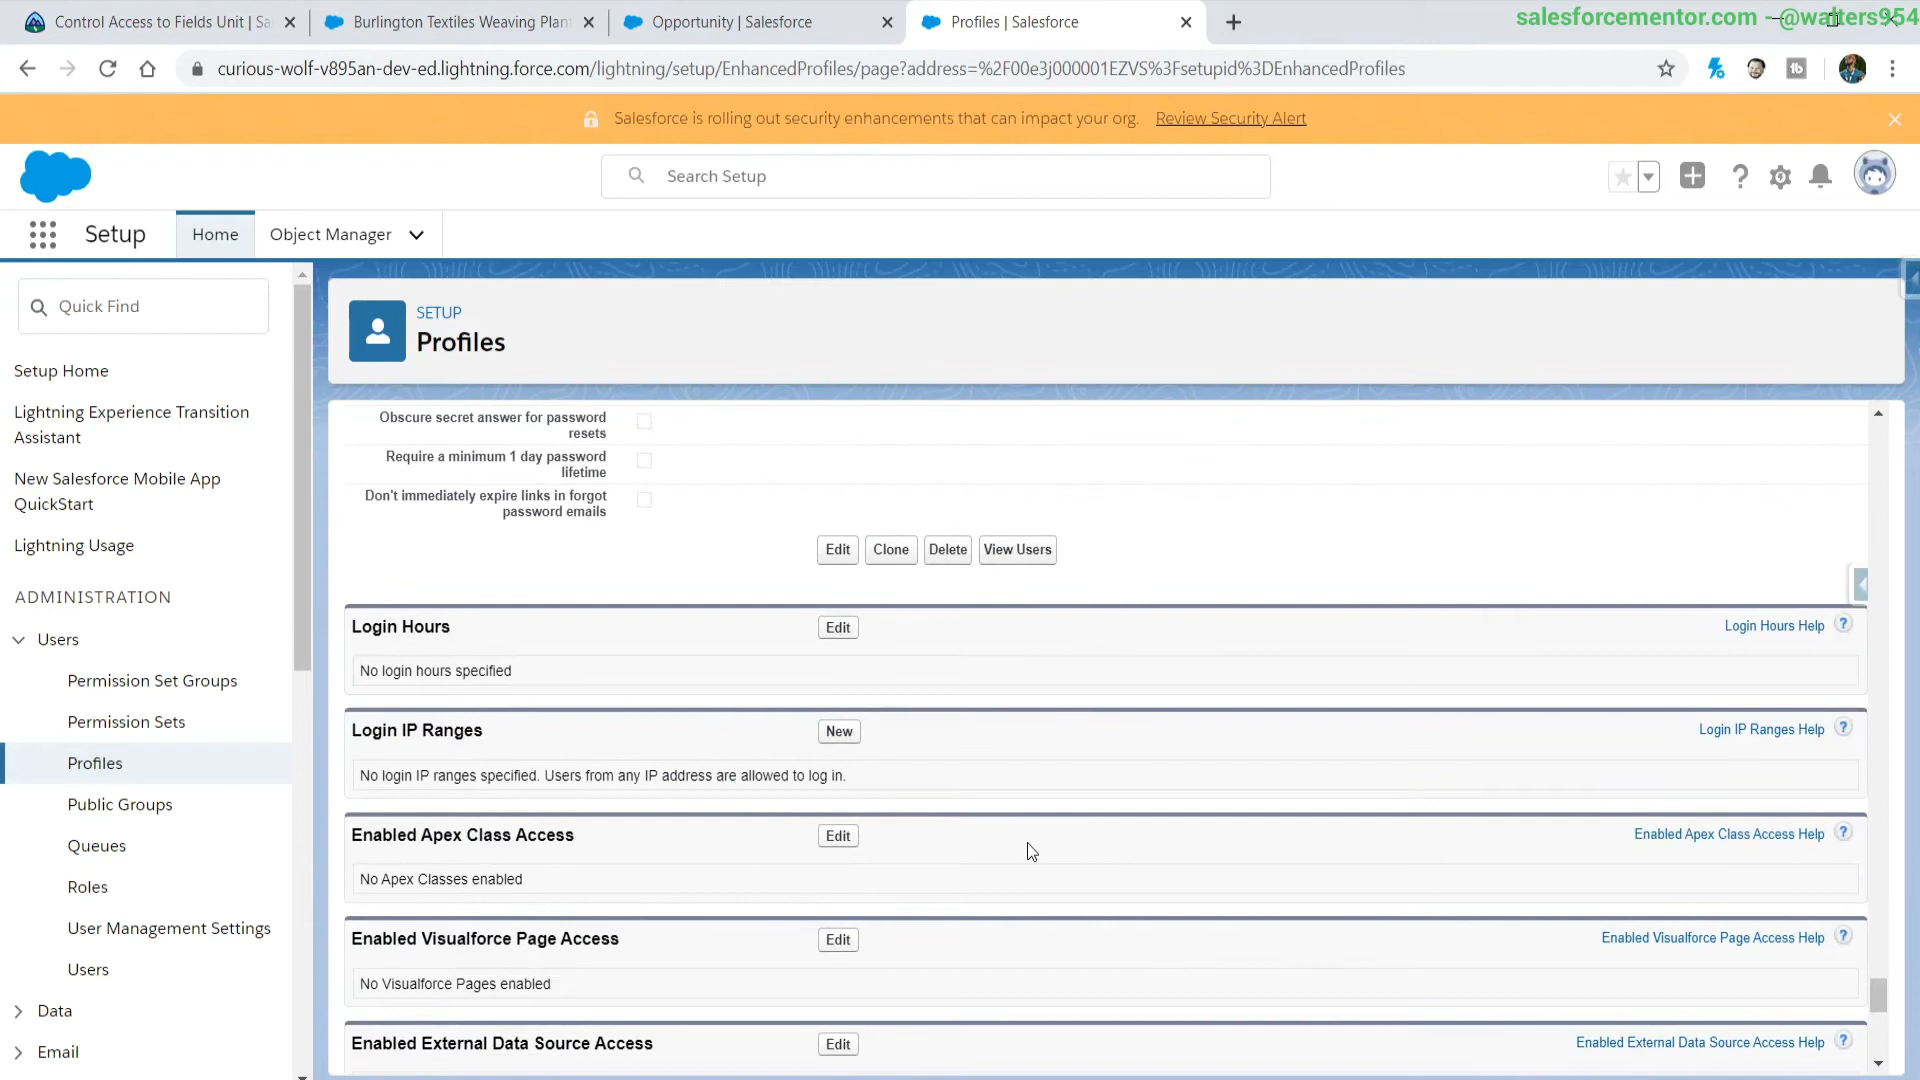 Control Access to Fields Unit | Sa
Burlington Textiles Weaving Plant
Opportunity | Salesforce
Profiles | Salesforce
salesforcementor.com - @walters954
curious-wolf-v895an-dev-ed.lightning.force.com/lightning/setup/EnhancedProfiles/page?address=%2F00e3j000001EZVS%3Fsetupid%3DEnhancedProfiles
Salesforce is rolling out security enhancements that can impact your org. Review Security Alert
Search Setup
Setup
Home
Object Manager
Quick Find
Setup Home
Lightning Experience Transition
Assistant
New Salesforce Mobile App
QuickStart
Lightning Usage
ADMINISTRATION
Users
Permission Set Groups
Permission Sets
Profiles
Public Groups
Queues
Roles
User Management Settings
Users
Data
Email
SETUP
Profiles
Obscure secret answer for password
resets
Require a minimum 1 day password
lifetime
Don't immediately expire links in forgot
password emails
Edit Clone Delete View Users
Login Hours Edit Login Hours Help ?
No login hours specified
Login IP Ranges New Login IP Ranges Help ?
No login IP ranges specified. Users from any IP address are allowed to log in.
Enabled Apex Class Access Edit Enabled Apex Class Access Help ?
No Apex Classes enabled
Enabled Visualforce Page Access Edit Enabled Visualforce Page Access Help ?
No Visualforce Pages enabled
Enabled External Data Source Access Edit Enabled External Data Source Access Help ?